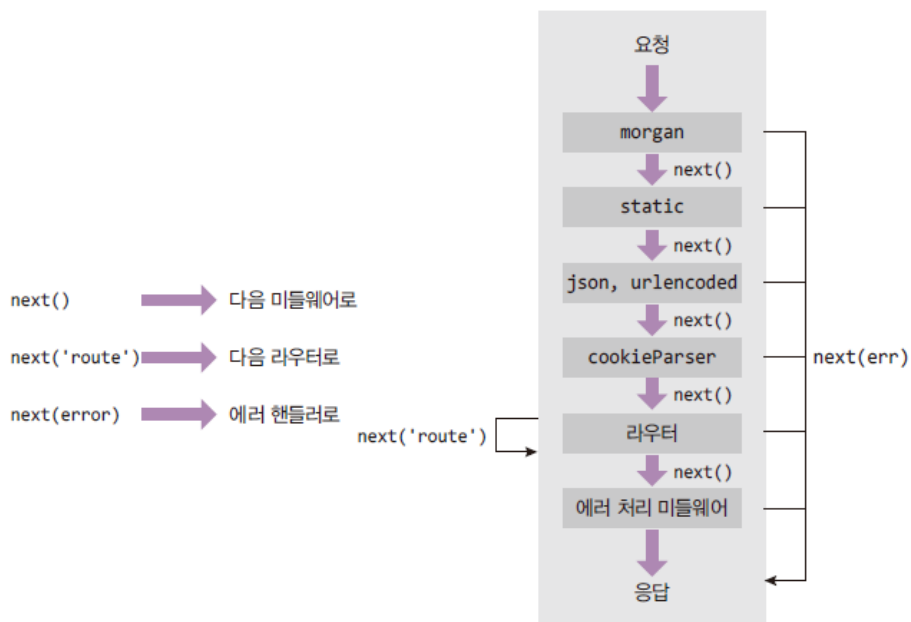 요청
morgan
next()
static
next()
json, urlencoded
next()
cookieParser
next()
라우터
next()
에러 처리 미들웨어
응답
next(err)
next('route')
next() 다음 미들웨어로
next('route') 다음 라우터로
next(error) 에러 핸들러로